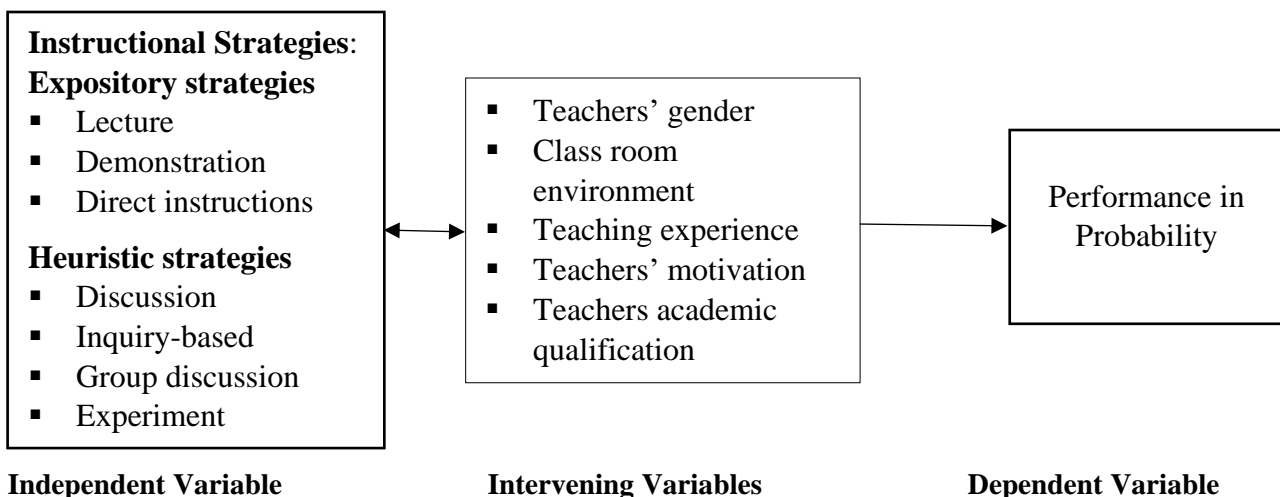 Instructional Strategies:
Expository strategies
▪ Lecture
▪ Demonstration
▪ Direct instructions
Heuristic strategies
▪ Discussion
▪ Inquiry-based
▪ Group discussion
▪ Experiment
▪ Teachers’ gender
▪ Class room
environment
▪ Teaching experience
▪ Teachers’ motivation
▪ Teachers academic
qualification
Performance in
Probability
Independent Variable
Intervening Variables
Dependent Variable